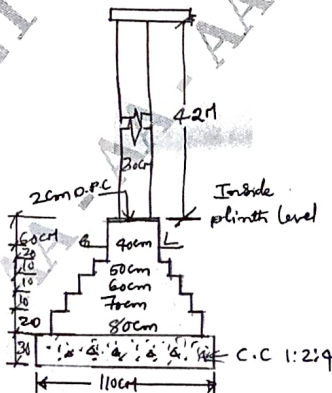 4.2M
30cm
2cm D.P.C
Inside
plinth level
60cm
G L
40cm
20
10
50cm
10
60cm
10
70cm
20
80cm
30
C.C 1:2:4
110cm